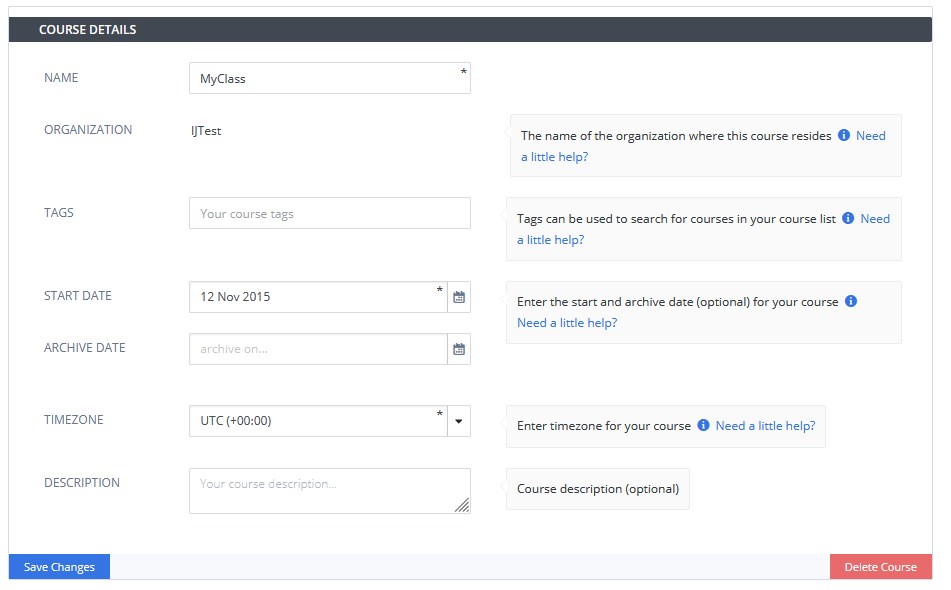 COURSE DETAILS
NAME
MyClass *
ORGANIZATION
IJTest
The name of the organization where this course resides Need
a little help?
TAGS
Your course tags
Tags can be used to search for courses in your course list Need
a little help?
START DATE
12 Nov 2015 *
Enter the start and archive date (optional) for your course
Need a little help?
ARCHIVE DATE
archive on...
TIMEZONE
UTC (+00:00) *
Enter timezone for your course Need a little help?
DESCRIPTION
Your course description...
Course description (optional)
Save Changes
Delete Course